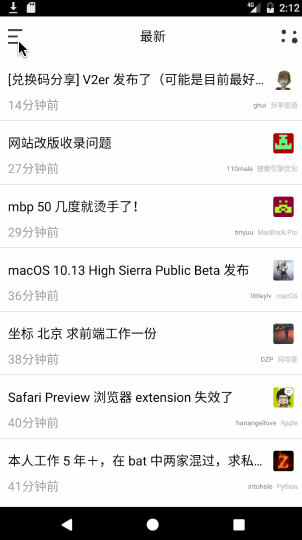 4G 2:12
最新
[兑换码分享] V2er 发布了（可能是目前最好…
14分钟前
ghui 分享创造
网站改版收录问题
27分钟前
110male 搜索引擎优化
mbp 50 几度就烫手了!
29分钟前
tinyuu MacBook Pro
macOS 10.13 High Sierra Public Beta 发布
36分钟前
littleylv macOS
坐标 北京 求前端工作一份
38分钟前
DZP 问与答
Safari Preview 浏览器 extension 失效了
40分钟前
hanangellove Apple
本人工作 5 年＋，在 bat 中两家混过，求私…
41分钟前
intohole Python